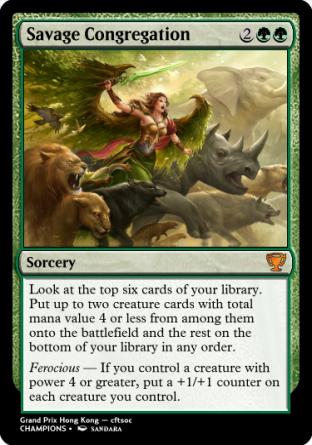 Savage Congregation 2
Sorcery
Look at the top six cards of your library.
Put up to two creature cards with total
mana value 4 or less from among them
onto the battlefield and the rest on the
bottom of your library in any order.
Ferocious — If you control a creature with
power 4 or greater, put a +1/+1 counter on
each creature you control.
Grand Prix Hong Kong — cftsoc
CHAMPIONS • SANDARA